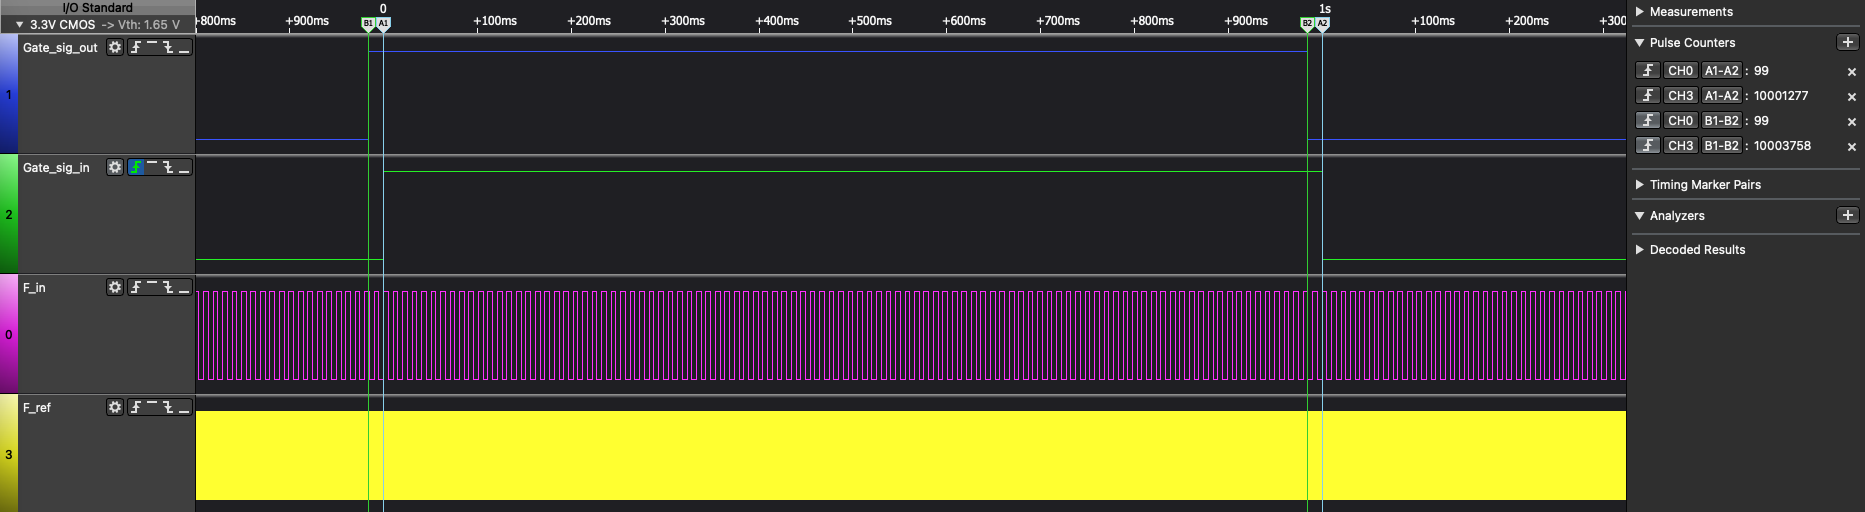 I/O Standard
3.3V CMOS -> Vth: 1.65 V
0 1s
+800ms +900ms B1 A1 +100ms +200ms +300ms +400ms +500ms +600ms +700ms +800ms +900ms B2 A2 +100ms +200ms +300
Gate_sig_out
1
Gate_sig_in
2
F_in
0
F_ref
3
Measurements
Pulse Counters +
CH0 A1-A2 : 99 ×
CH3 A1-A2 : 10001277 ×
CH0 B1-B2 : 99 ×
CH3 B1-B2 : 10003758 ×
Timing Marker Pairs
Analyzers +
Decoded Results